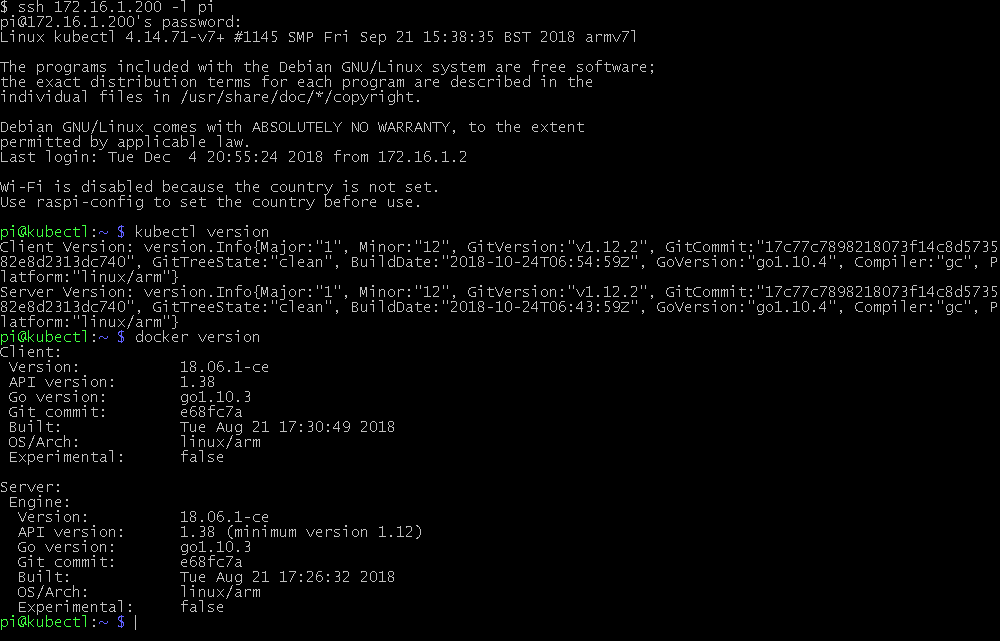 $ ssh 172.16.1.200 -l pi
pi@172.16.1.200's password:
Linux kubectl 4.14.71-v7+ #1145 SMP Fri Sep 21 15:38:35 BST 2018 armv7l
The programs included with the Debian GNU/Linux system are free software;
the exact distribution terms for each program are described in the
individual files in /usr/share/doc/*/copyright.
Debian GNU/Linux comes with ABSOLUTELY NO WARRANTY, to the extent
permitted by applicable law.
Last login: Tue Dec  4 20:55:24 2018 from 172.16.1.2
Wi-Fi is disabled because the country is not set.
Use raspi-config to set the country before use.
pi@kubectl:~ $ kubectl version
Client Version: version.Info{Major:"1", Minor:"12", GitVersion:"v1.12.2", GitCommit:"17c77c7898218073f14c8d5735
82e8d2313dc740", GitTreeState:"clean", BuildDate:"2018-10-24T06:54:59Z", GoVersion:"go1.10.4", Compiler:"gc", P
latform:"linux/arm"}
Server Version: version.Info{Major:"1", Minor:"12", GitVersion:"v1.12.2", GitCommit:"17c77c7898218073f14c8d5735
82e8d2313dc740", GitTreeState:"clean", BuildDate:"2018-10-24T06:43:59Z", GoVersion:"go1.10.4", Compiler:"gc", P
latform:"linux/arm"}
pi@kubectl:~ $ docker version
Client:
 Version:       18.06.1-ce
 API version:   1.38
 Go version:    go1.10.3
 Git commit:    e68fc7a
 Built:         Tue Aug 21 17:30:49 2018
 OS/Arch:       linux/arm
 Experimental:  false
Server:
 Engine:
  Version:      18.06.1-ce
  API version:  1.38 (minimum version 1.12)
  Go version:   go1.10.3
  Git commit:   e68fc7a
  Built:        Tue Aug 21 17:26:32 2018
  OS/Arch:      linux/arm
  Experimental: false
pi@kubectl:~ $